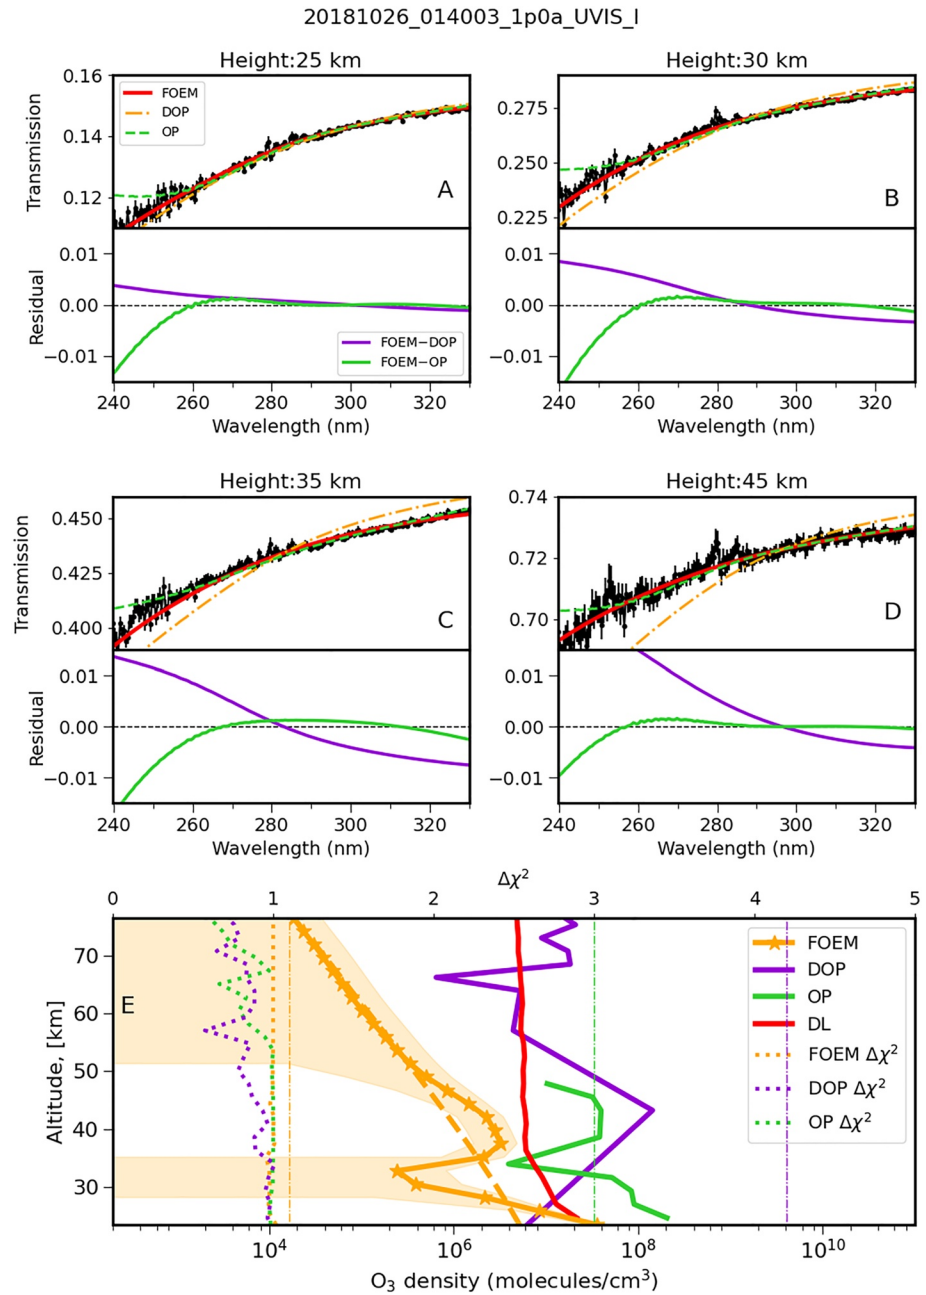 20181026_014003_1p0a_UVIS_I
Height:25 km
Height:30 km
0.16
0.14
0.12
Transmission
FOEM
DOP
OP
A
0.275
0.250
0.225
B
0.01
0.00
−0.01
Residual
FOEM−DOP
FOEM−OP
0.01
0.00
−0.01
240 260 280 300 320
Wavelength (nm)
240 260 280 300 320
Wavelength (nm)
Height:35 km
Height:45 km
0.450
0.425
0.400
Transmission
C
0.74
0.72
0.70
D
0.01
0.00
−0.01
Residual
0.01
0.00
−0.01
240 260 280 300 320
Wavelength (nm)
240 260 280 300 320
Wavelength (nm)
Δχ²
0 1 2 3 4 5
70
60
50
40
30
Altitude, [km]
E
FOEM
DOP
OP
DL
FOEM Δχ²
DOP Δχ²
OP Δχ²
10⁴ 10⁶ 10⁸ 10¹⁰
O₃ density (molecules/cm³)